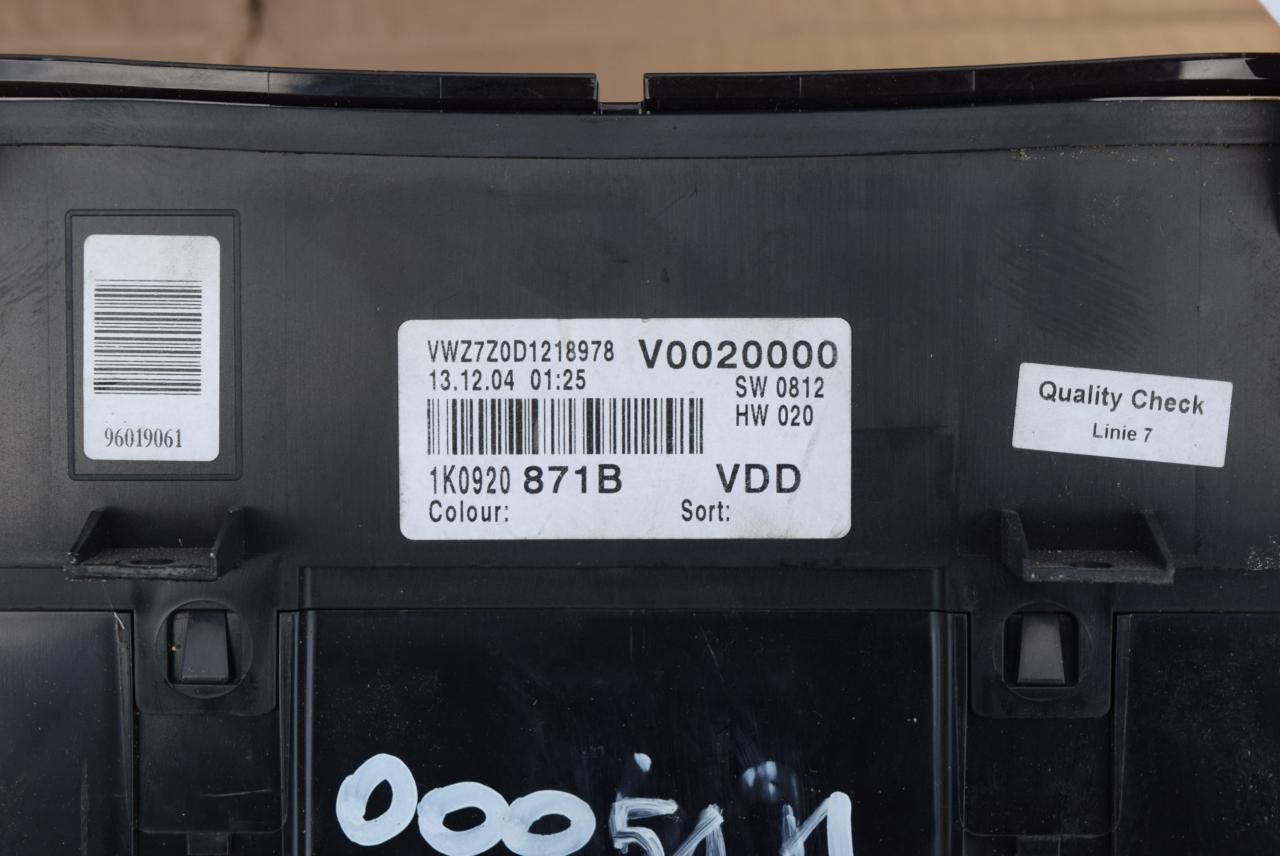 96019061
VWZ7Z0D1218978 V0020000
13.12.04 01:25 SW 0812
HW 020
1K0920 871B VDD
Colour: Sort:
Quality Check
Linie 7